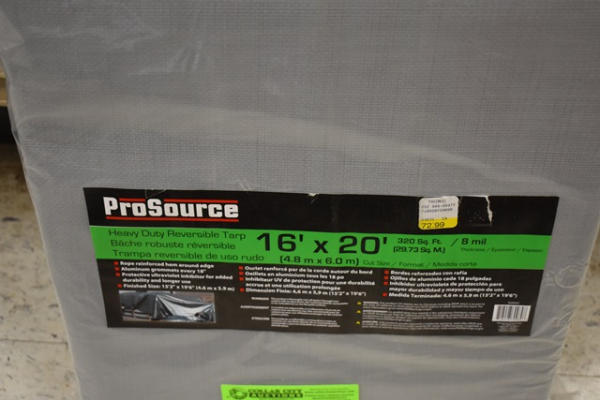 ProSource
72.99
Heavy Duty Reversible Tarp
Bâche robuste réversible
Trampa reversible de uso rudo
16' x 20'
(4.8 m x 6.0 m)
Cut Size / Format / Medida corte
320 Sq. Ft.
(29.73 Sq. M.)
/ 8 mil
Thickness /
Rope reinforced hem around edge
Aluminum grommets every 18"
Protective ultraviolet inhibitor for added
durability and longer use
Finished Size: 15'2" x 19'6" (4.6 m x 5.9 m)
Ourlet renforcé par de la corde autour du bord
Oeillets en aluminium tous les 18 po
Inhibiteur UV de protection pour une durabilité
accrue et une utilisation prolongée
Dimension Finie: 4,6 m x 5,9 m (15'2" x 19'6")
Bordes reforzados con rafia
Ojillos de aluminio cada 18 pulgadas
Inhibidor ultravioleta de protección para
mayor durabilidad y mayor tiempo de uso
Medida Terminada: 4.6 m x 5.9 m (15'2" x 19'6")
WARNING
AVERTISSEMENT
COLLAR CITY
AUCTIONS